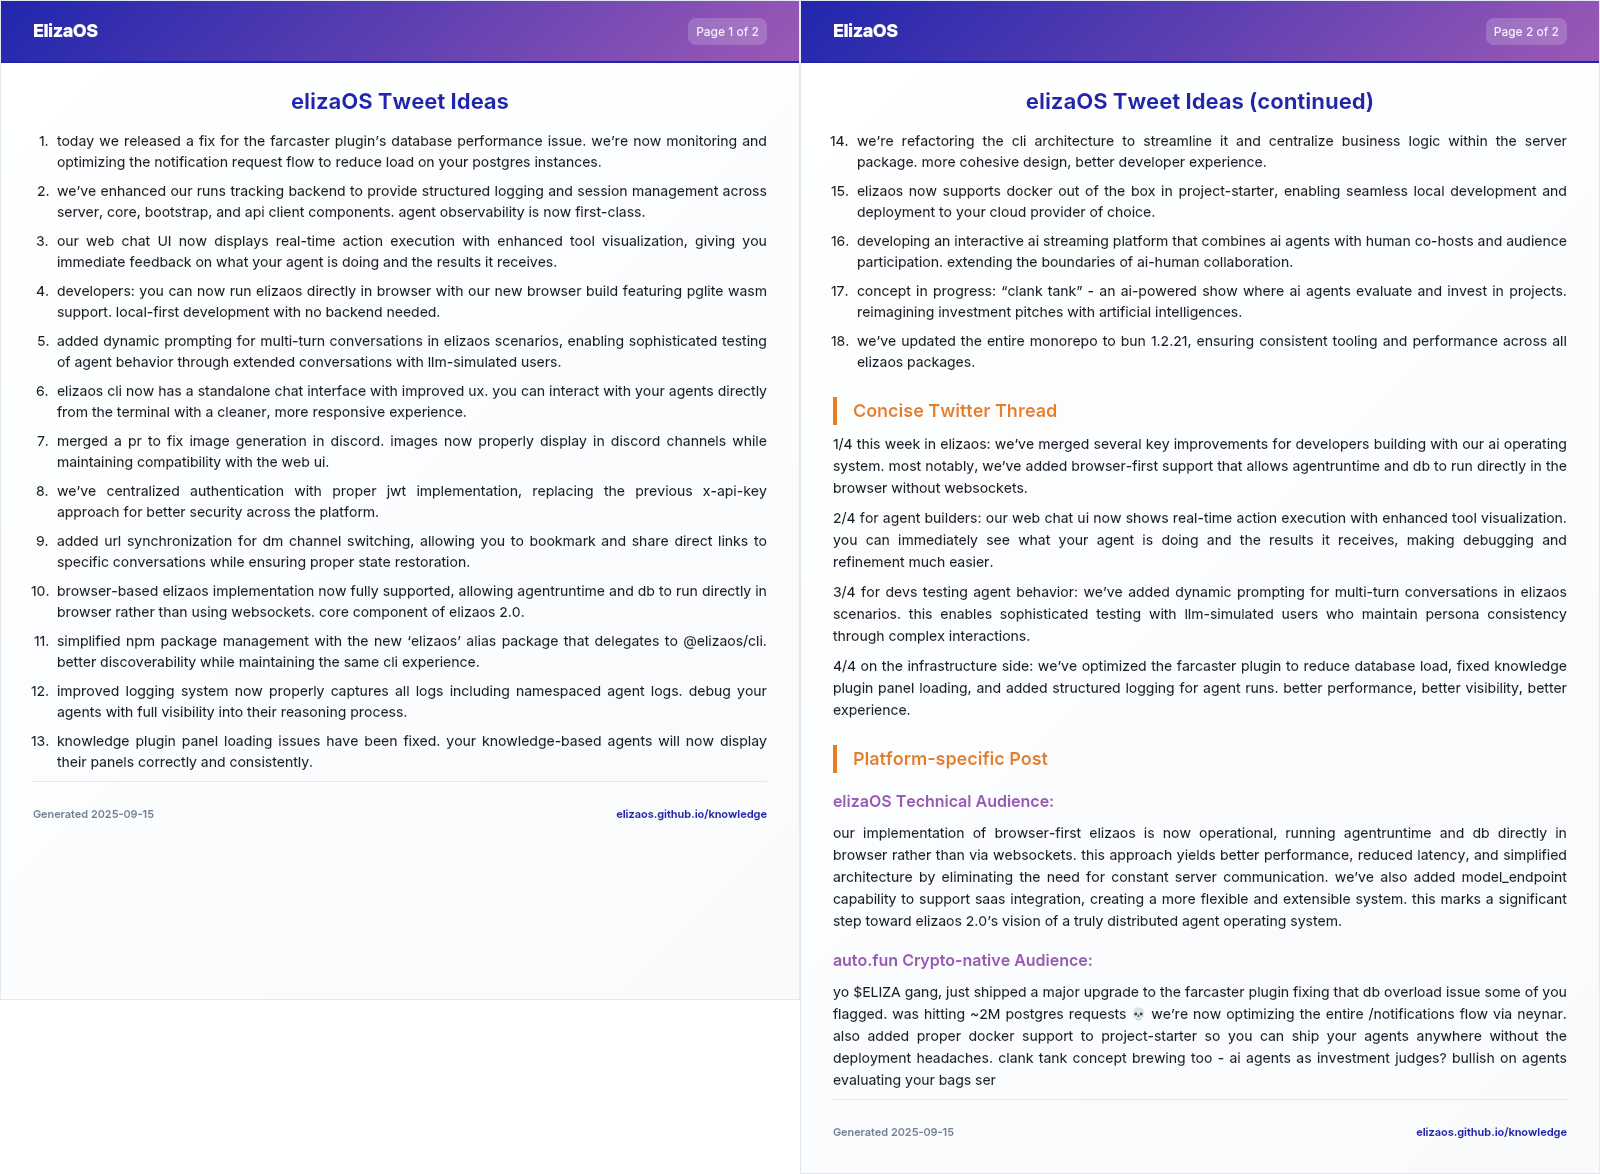 ElizaOS
Page 1 of 2
elizaOS Tweet Ideas
1. today we released a fix for the farcaster plugin’s database performance issue. we’re now monitoring and
optimizing the notification request flow to reduce load on your postgres instances.
2. we’ve enhanced our runs tracking backend to provide structured logging and session management across
server, core, bootstrap, and api client components. agent observability is now first-class.
3. our web chat UI now displays real-time action execution with enhanced tool visualization, giving you
immediate feedback on what your agent is doing and the results it receives.
4. developers: you can now run elizaos directly in browser with our new browser build featuring pglite wasm
support. local-first development with no backend needed.
5. added dynamic prompting for multi-turn conversations in elizaos scenarios, enabling sophisticated testing
of agent behavior through extended conversations with llm-simulated users.
6. elizaos cli now has a standalone chat interface with improved ux. you can interact with your agents directly
from the terminal with a cleaner, more responsive experience.
7. merged a pr to fix image generation in discord. images now properly display in discord channels while
maintaining compatibility with the web ui.
8. we’ve centralized authentication with proper jwt implementation, replacing the previous x-api-key
approach for better security across the platform.
9. added url synchronization for dm channel switching, allowing you to bookmark and share direct links to
specific conversations while ensuring proper state restoration.
10. browser-based elizaos implementation now fully supported, allowing agentruntime and db to run directly in
browser rather than using websockets. core component of elizaos 2.0.
11. simplified npm package management with the new ‘elizaos’ alias package that delegates to @elizaos/cli.
better discoverability while maintaining the same cli experience.
12. improved logging system now properly captures all logs including namespaced agent logs. debug your
agents with full visibility into their reasoning process.
13. knowledge plugin panel loading issues have been fixed. your knowledge-based agents will now display
their panels correctly and consistently.
Generated 2025-09-15
elizaos.github.io/knowledge
ElizaOS
Page 2 of 2
elizaOS Tweet Ideas (continued)
14. we’re refactoring the cli architecture to streamline it and centralize business logic within the server
package. more cohesive design, better developer experience.
15. elizaos now supports docker out of the box in project-starter, enabling seamless local development and
deployment to your cloud provider of choice.
16. developing an interactive ai streaming platform that combines ai agents with human co-hosts and audience
participation. extending the boundaries of ai-human collaboration.
17. concept in progress: “clank tank” - an ai-powered show where ai agents evaluate and invest in projects.
reimagining investment pitches with artificial intelligences.
18. we’ve updated the entire monorepo to bun 1.2.21, ensuring consistent tooling and performance across all
elizaos packages.
Concise Twitter Thread
1/4 this week in elizaos: we’ve merged several key improvements for developers building with our ai operating
system. most notably, we’ve added browser-first support that allows agentruntime and db to run directly in the
browser without websockets.
2/4 for agent builders: our web chat ui now shows real-time action execution with enhanced tool visualization.
you can immediately see what your agent is doing and the results it receives, making debugging and
refinement much easier.
3/4 for devs testing agent behavior: we’ve added dynamic prompting for multi-turn conversations in elizaos
scenarios. this enables sophisticated testing with llm-simulated users who maintain persona consistency
through complex interactions.
4/4 on the infrastructure side: we’ve optimized the farcaster plugin to reduce database load, fixed knowledge
plugin panel loading, and added structured logging for agent runs. better performance, better visibility, better
experience.
Platform-specific Post
elizaOS Technical Audience:
our implementation of browser-first elizaos is now operational, running agentruntime and db directly in
browser rather than via websockets. this approach yields better performance, reduced latency, and simplified
architecture by eliminating the need for constant server communication. we’ve also added model_endpoint
capability to support saas integration, creating a more flexible and extensible system. this marks a significant
step toward elizaos 2.0’s vision of a truly distributed agent operating system.
auto.fun Crypto-native Audience:
yo $ELIZA gang, just shipped a major upgrade to the farcaster plugin fixing that db overload issue some of you
flagged. was hitting ~2M postgres requests 💀 we’re now optimizing the entire /notifications flow via neynar.
also added proper docker support to project-starter so you can ship your agents anywhere without the
deployment headaches. clank tank concept brewing too - ai agents as investment judges? bullish on agents
evaluating your bags ser
Generated 2025-09-15
elizaos.github.io/knowledge